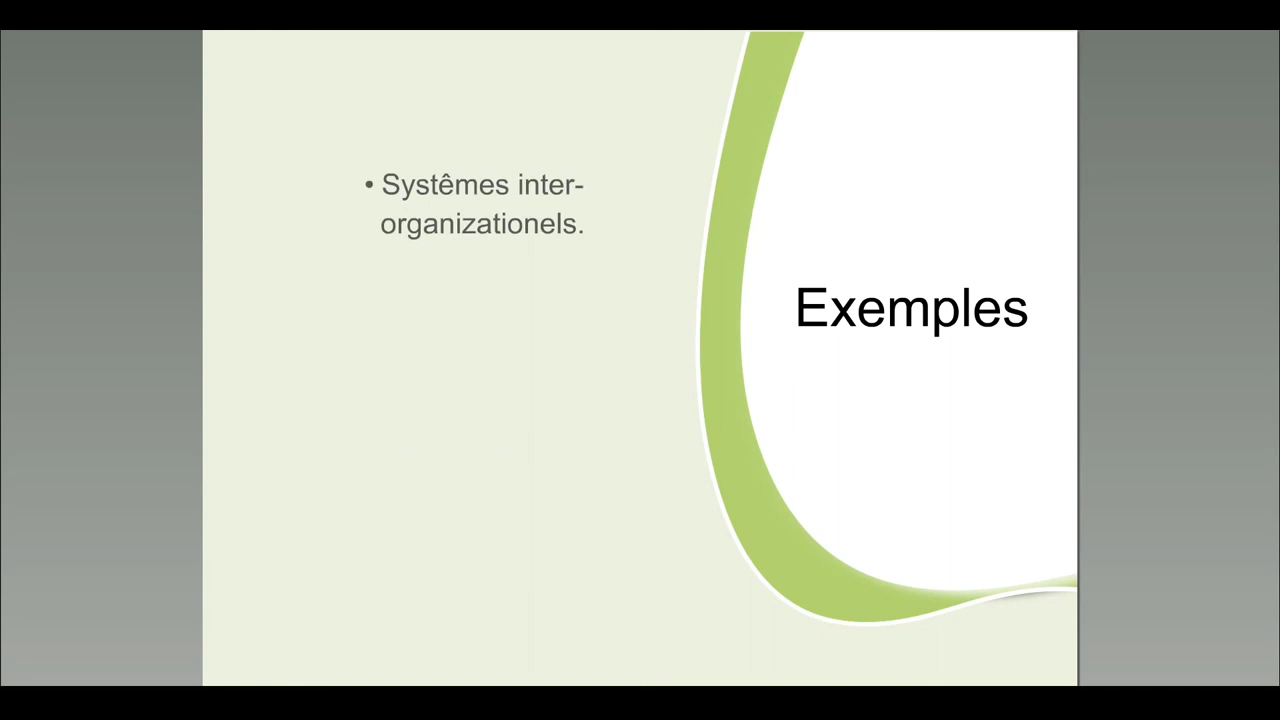 • Systêmes inter-
organizationels.
Exemples